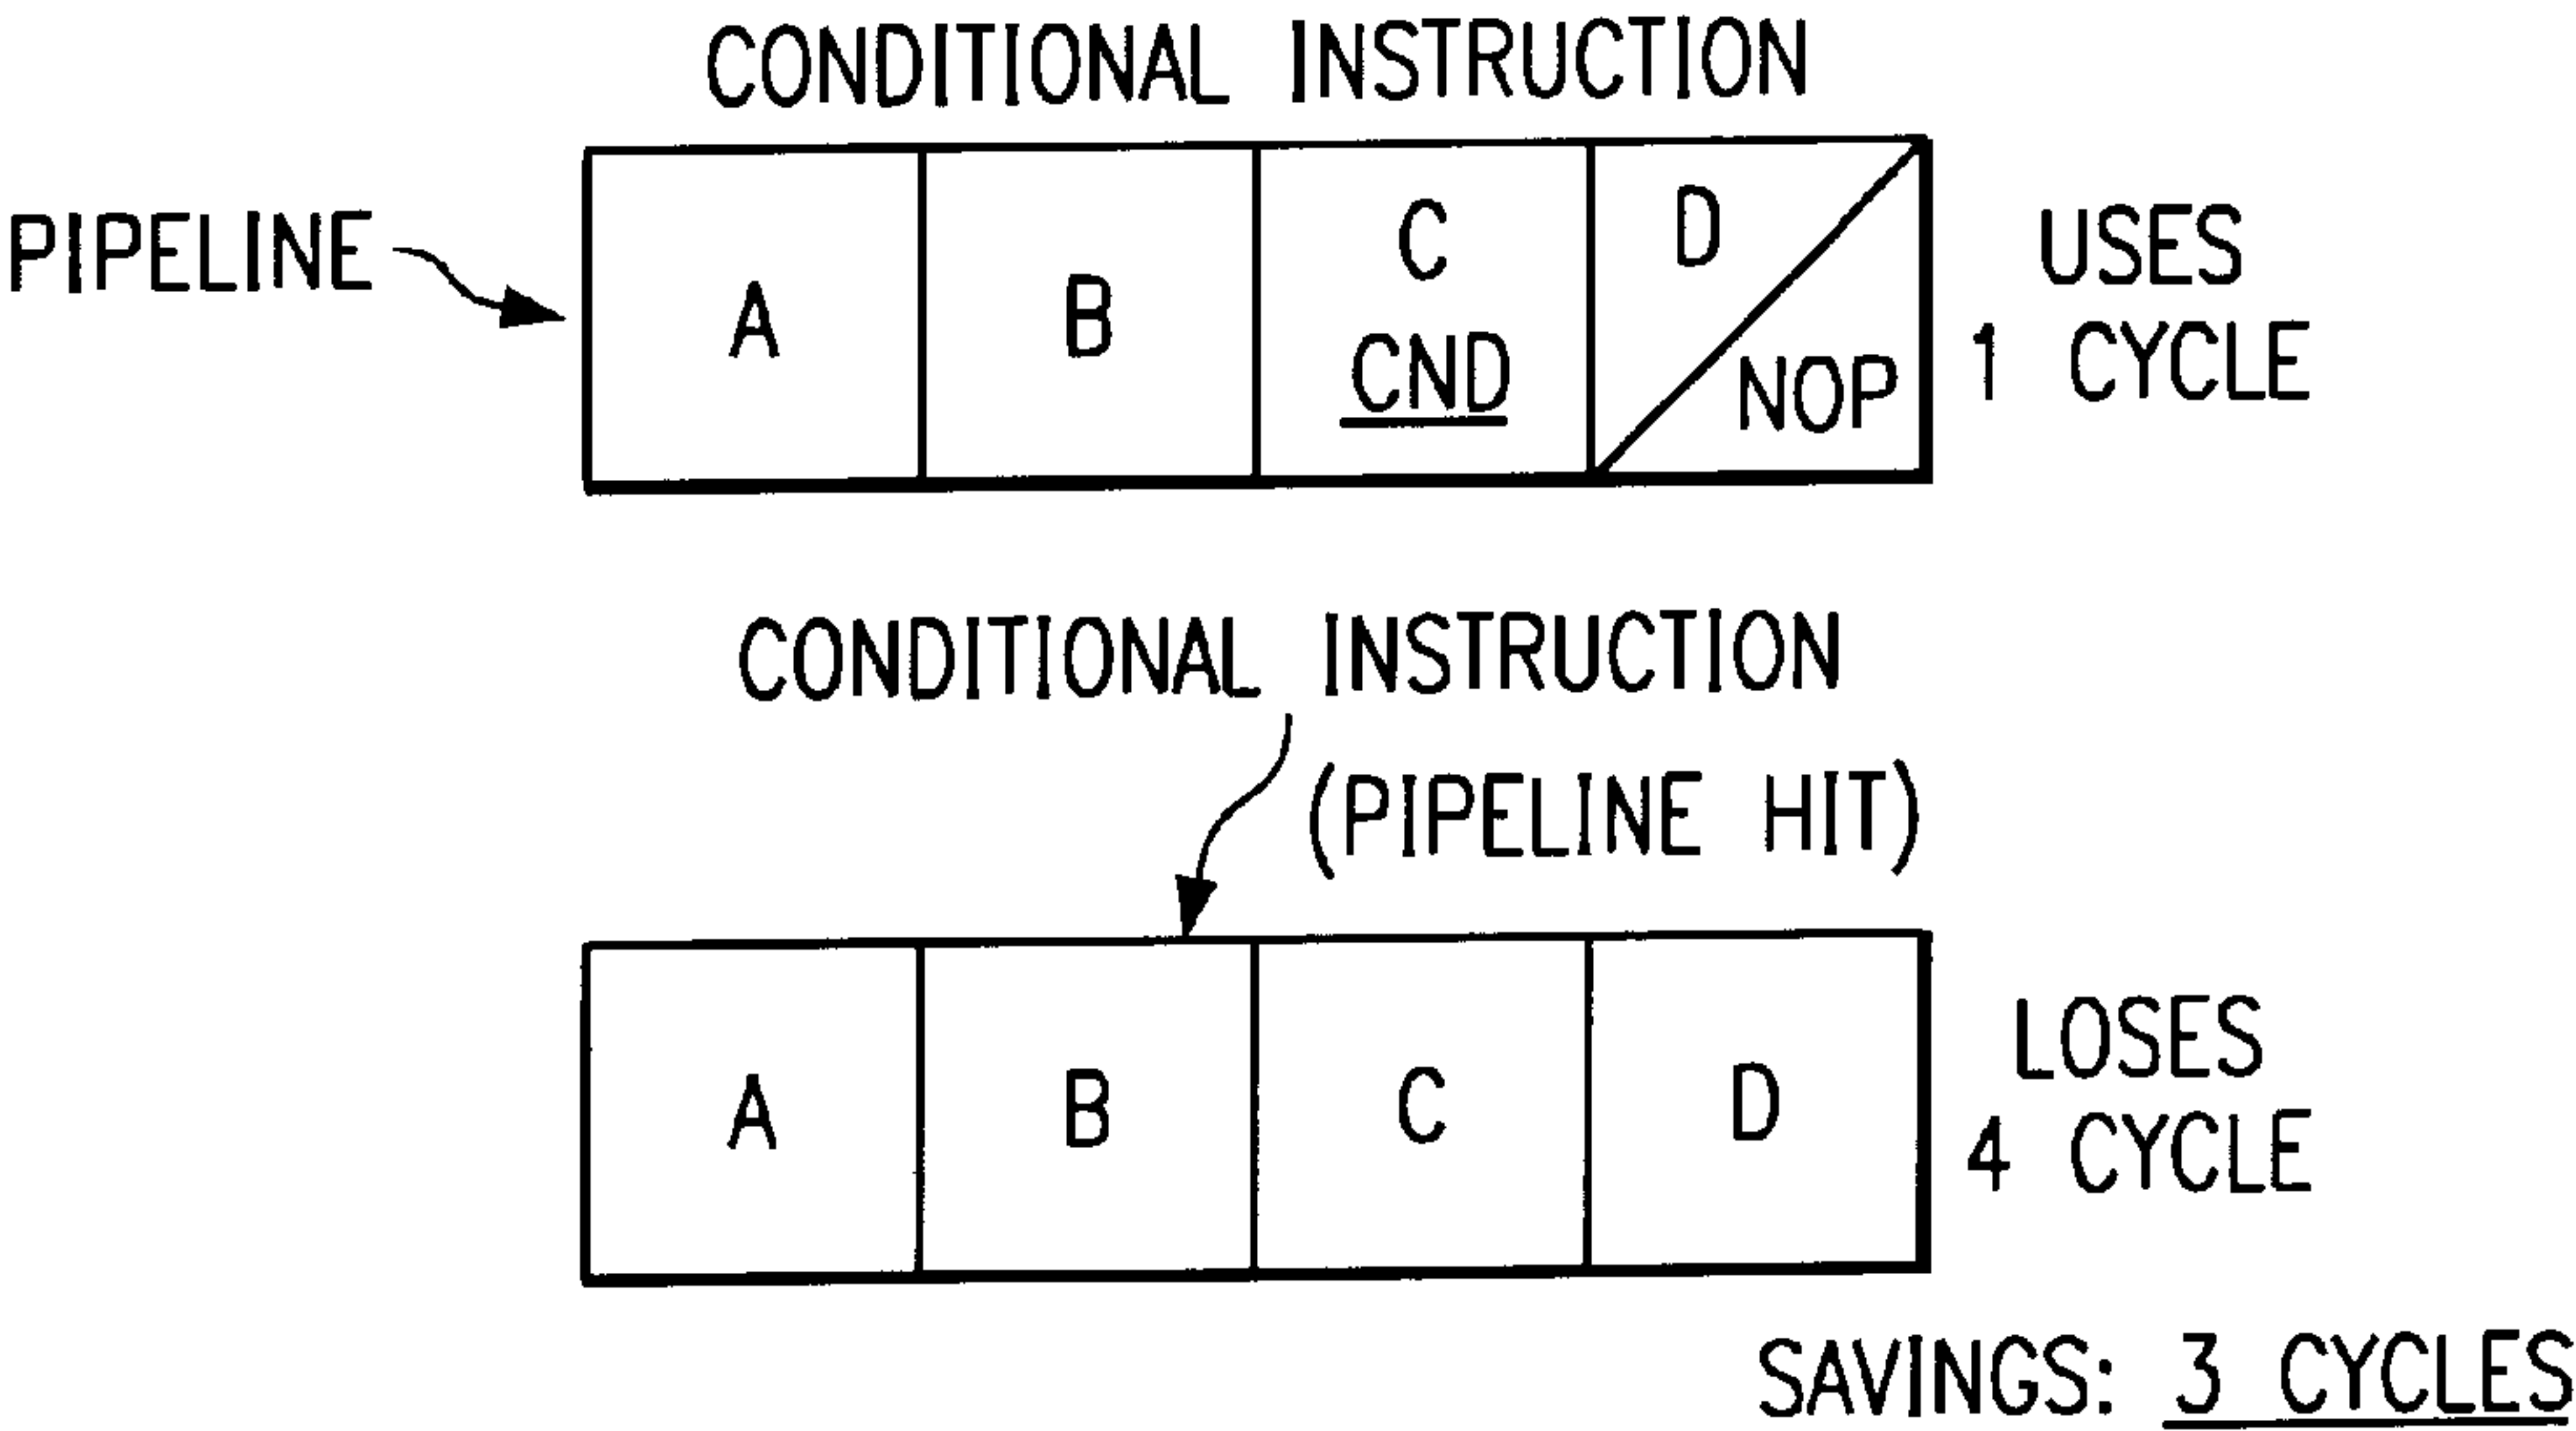 CONDITIONAL INSTRUCTION
PIPELINE
A
B
C
CND
D
NOP
USES
1 CYCLE
CONDITIONAL INSTRUCTION
(PIPELINE HIT)
A
B
C
D
LOSES
4 CYCLE
SAVINGS: 3 CYCLES